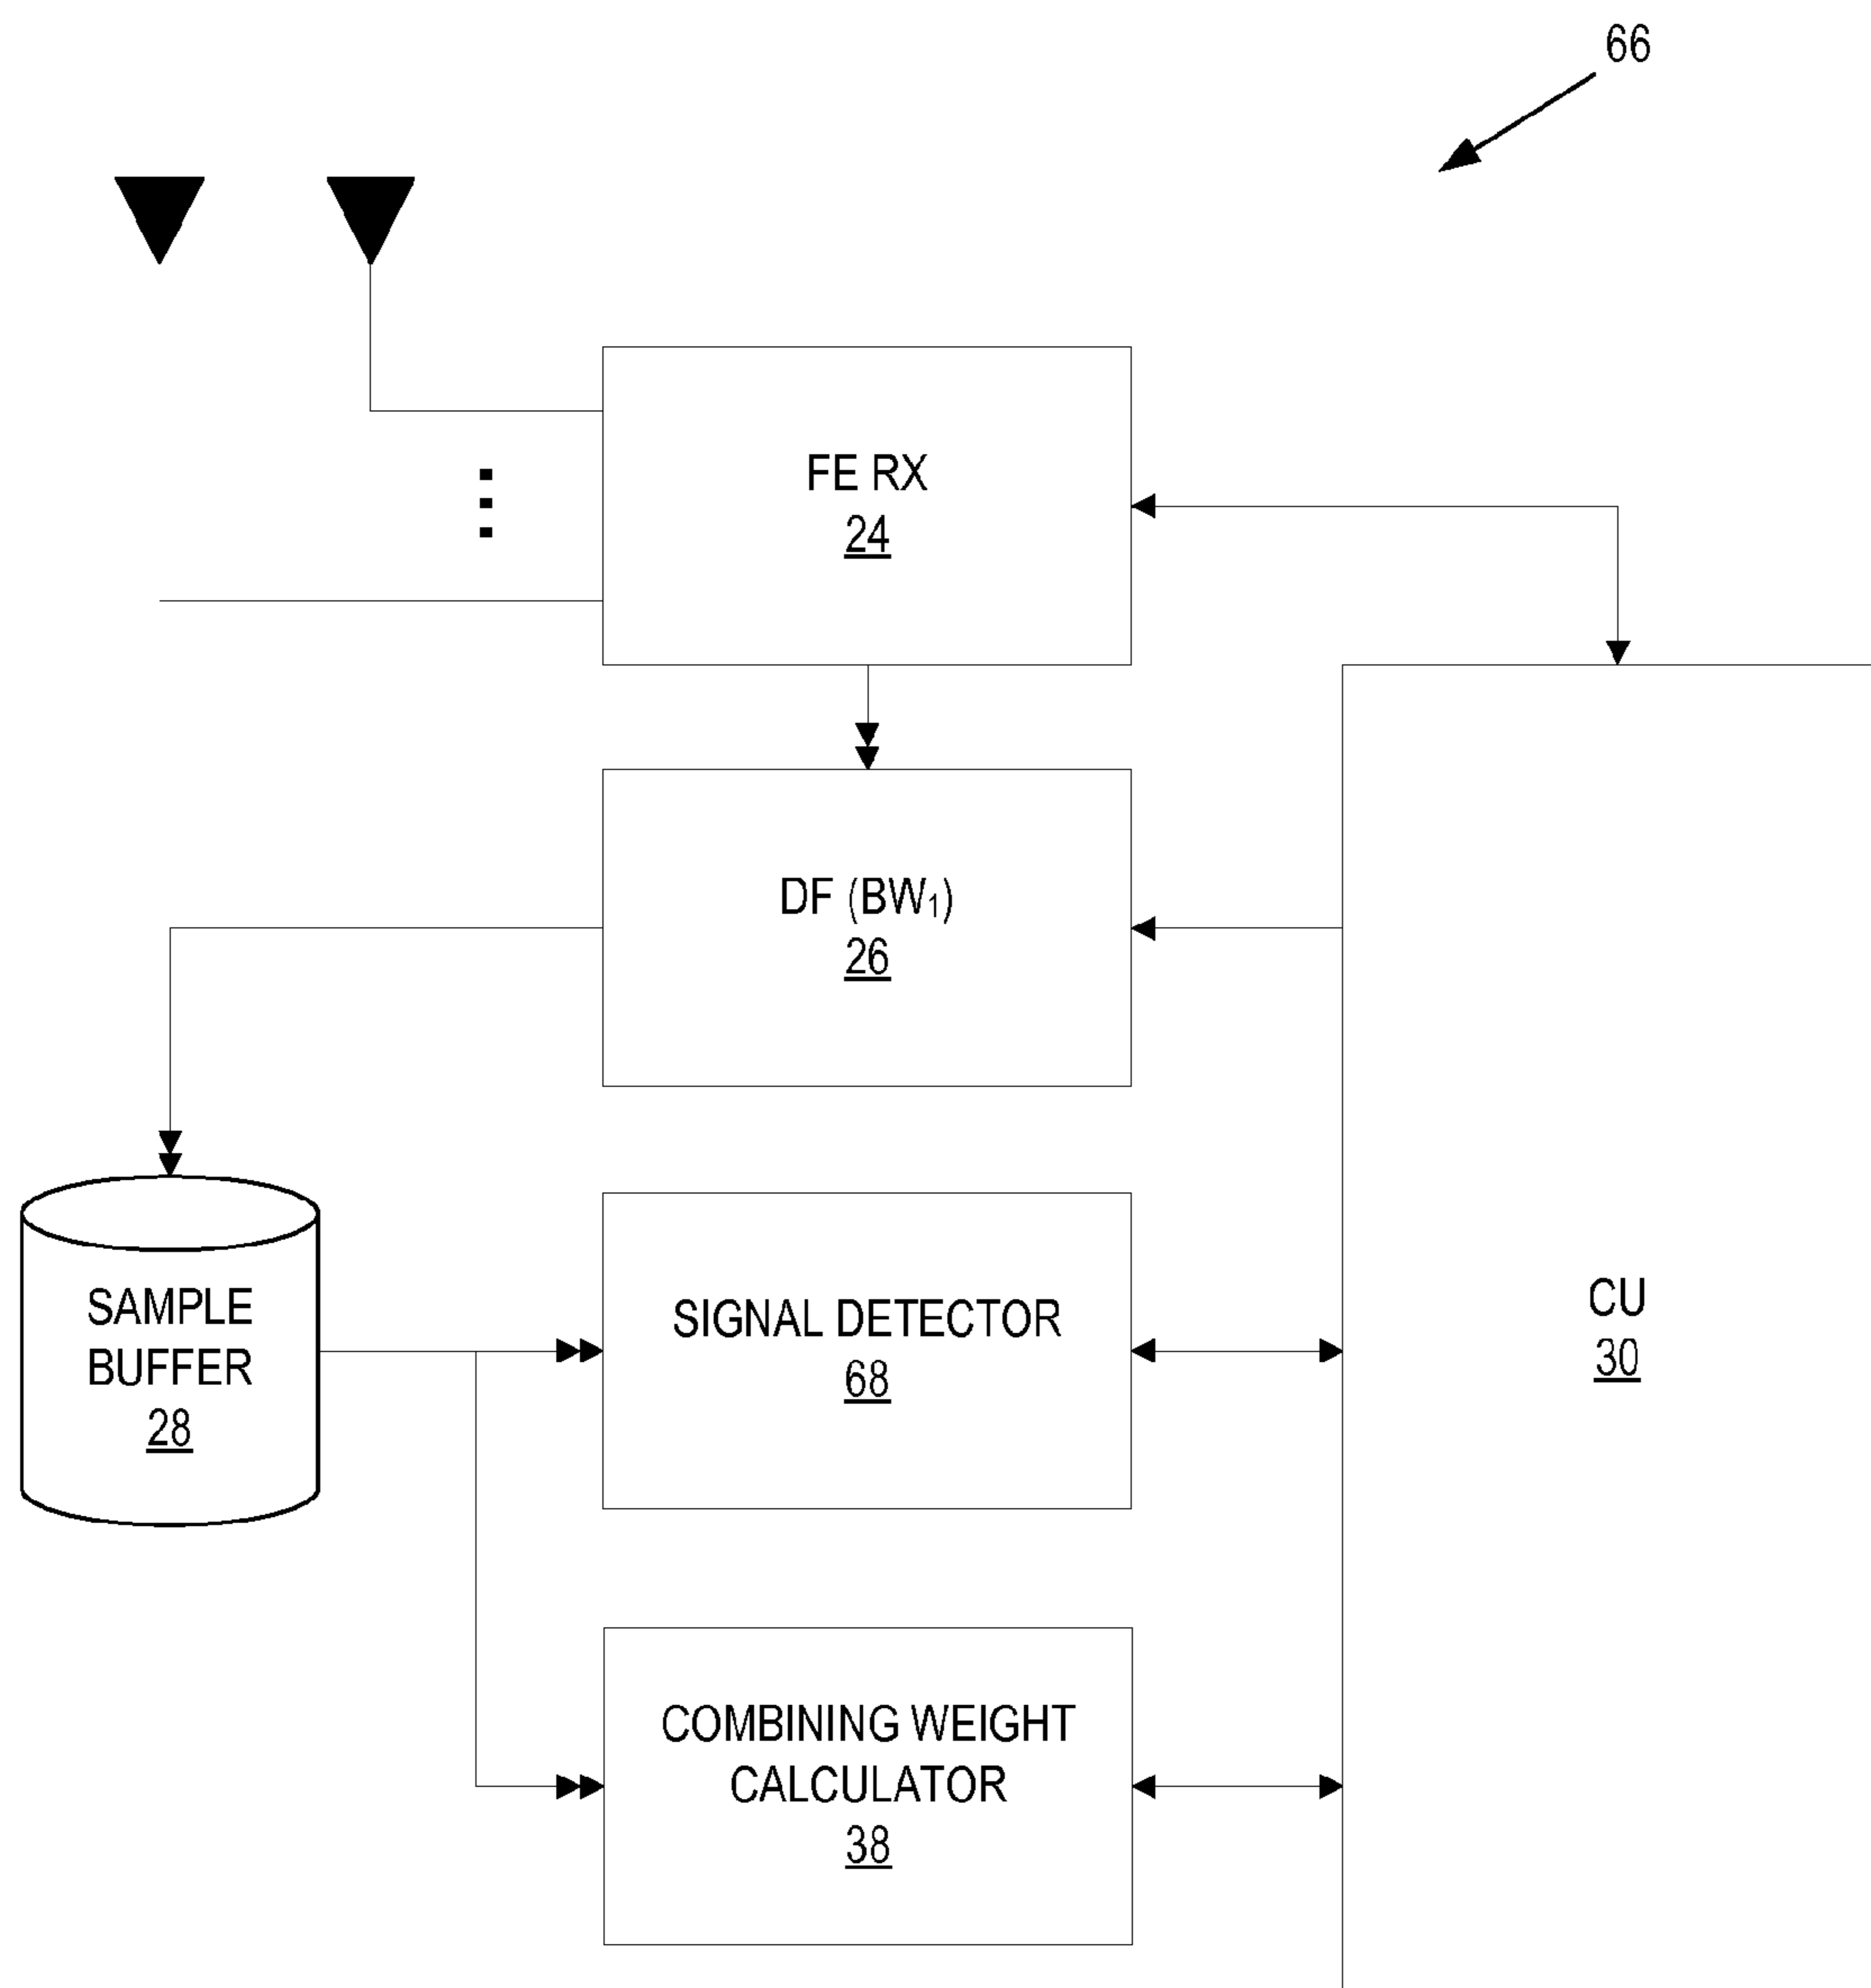 66
FE RX
24
DF (BW₁)
26
SAMPLE
BUFFER
28
SIGNAL DETECTOR
68
CU
30
COMBINING WEIGHT
CALCULATOR
38